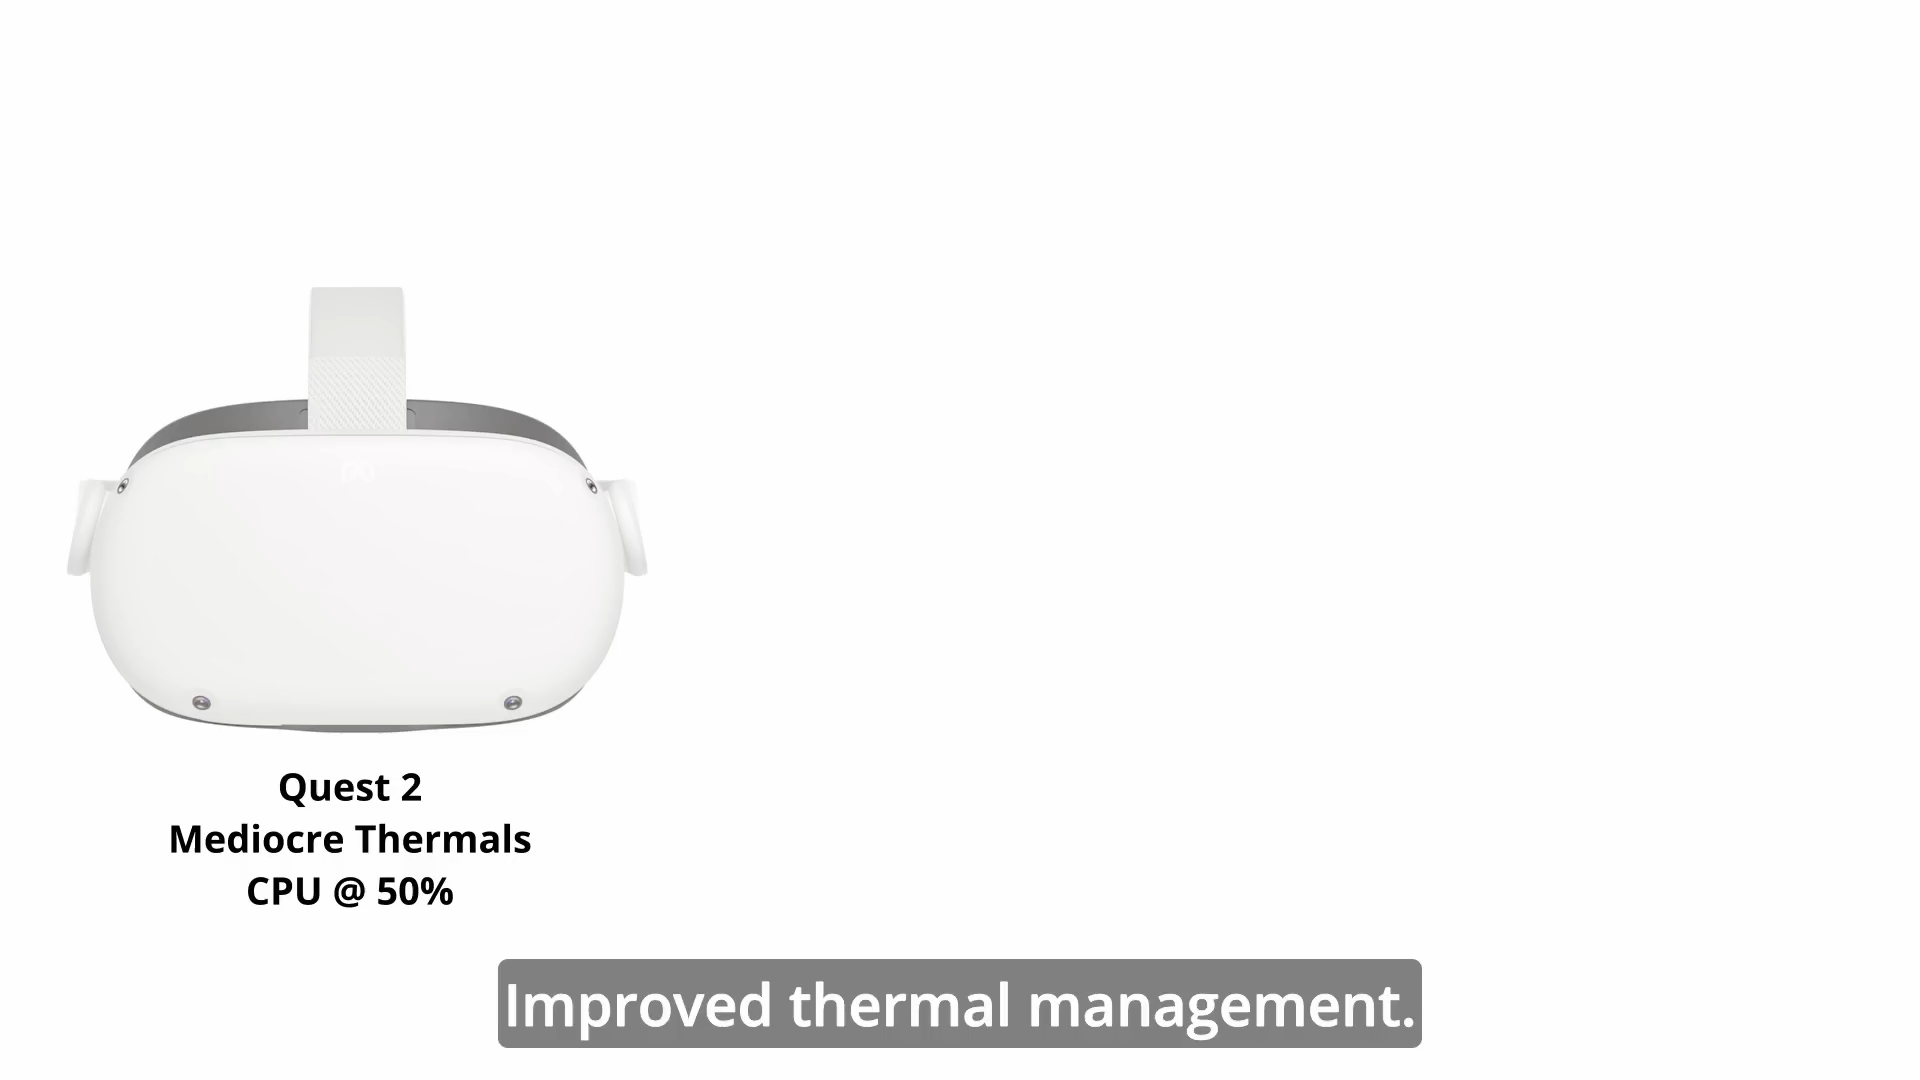 Quest 2
Mediocre Thermals
CPU @ 50%
Improved thermal management.